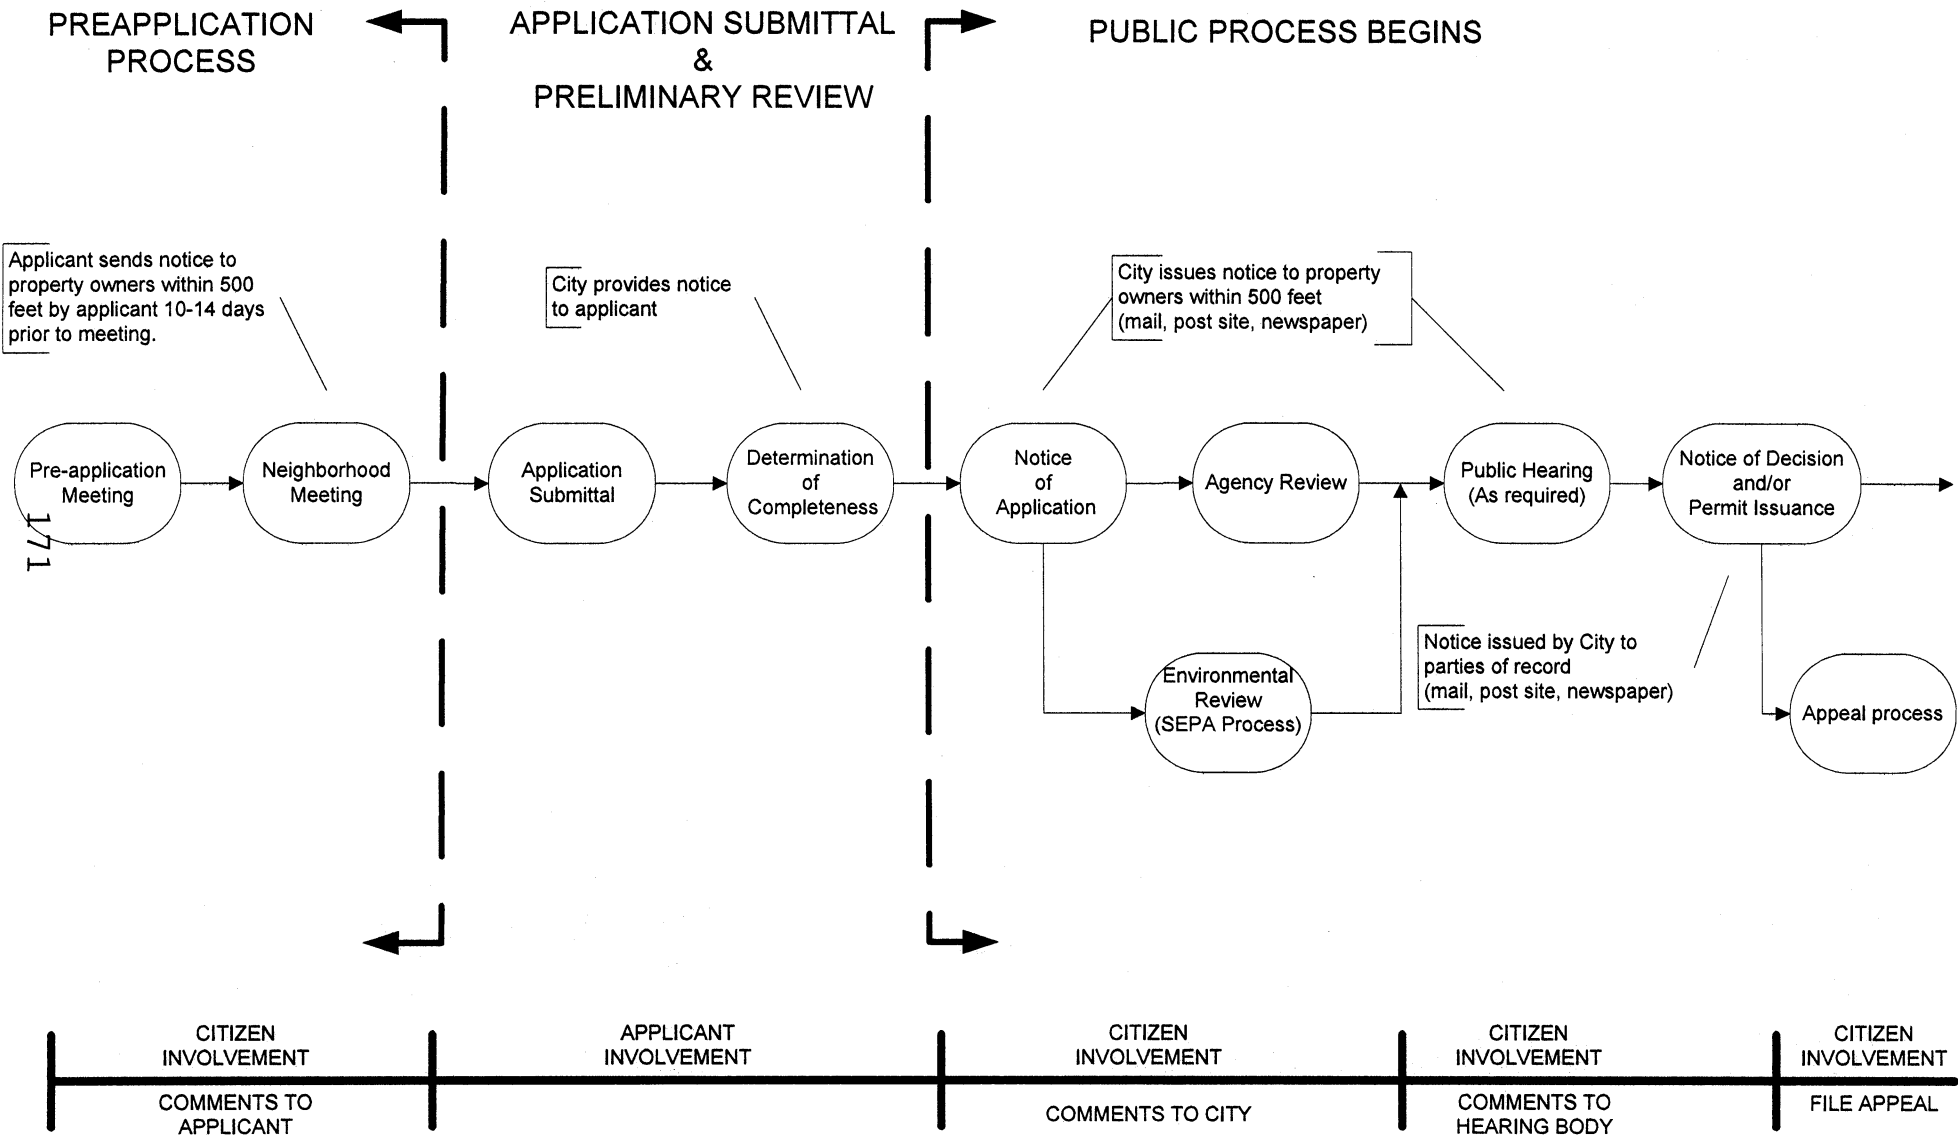 PREAPPLICATION
PROCESS
APPLICATION SUBMITTAL
&
PRELIMINARY REVIEW
PUBLIC PROCESS BEGINS
Applicant sends notice to
property owners within 500
feet by applicant 10-14 days
prior to meeting.
City provides notice
to applicant
City issues notice to property
owners within 500 feet
(mail, post site, newspaper)
Pre-application
Meeting
Neighborhood
Meeting
Application
Submittal
Determination
of
Completeness
Notice
of
Application
Agency Review
Public Hearing
(As required)
Notice of Decision
and/or
Permit Issuance
171
Environmental
Review
(SEPA Process)
Notice issued by City to
parties of record
(mail, post site, newspaper)
Appeal process
CITIZEN
INVOLVEMENT
APPLICANT
INVOLVEMENT
CITIZEN
INVOLVEMENT
CITIZEN
INVOLVEMENT
CITIZEN
INVOLVEMENT
COMMENTS TO
APPLICANT
COMMENTS TO CITY
COMMENTS TO
HEARING BODY
FILE APPEAL